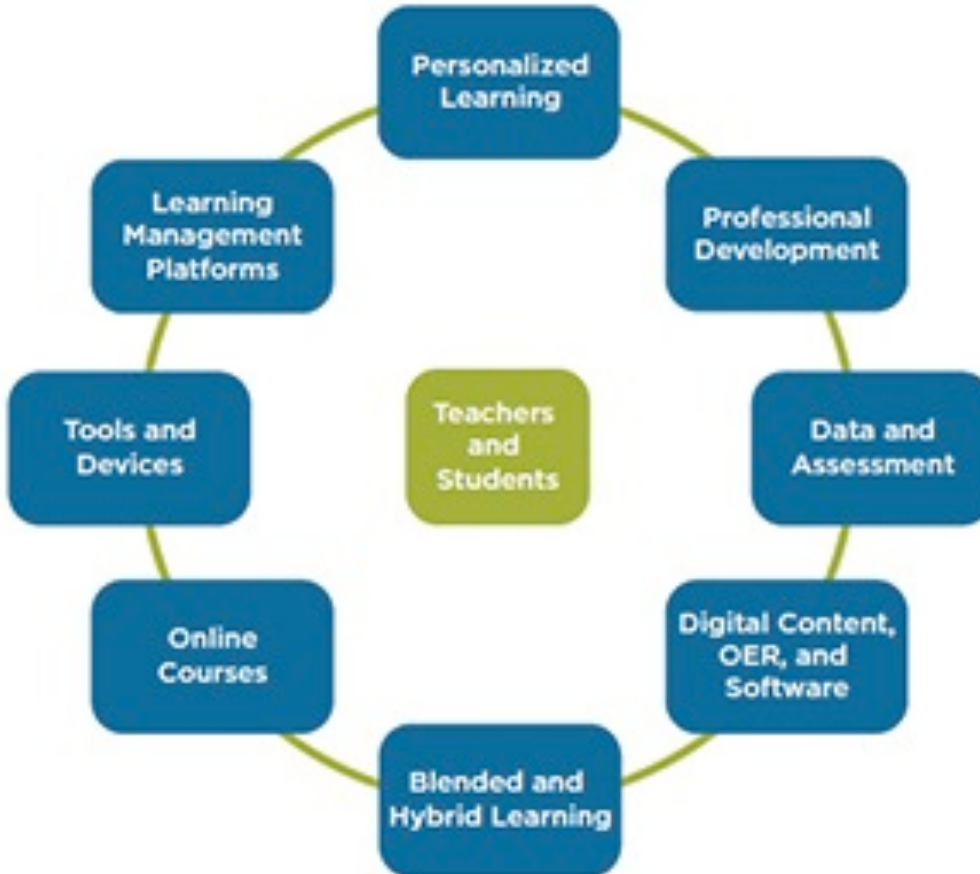 Personalized
Learning
Professional
Development
Data and
Assessment
Digital Content,
OER, and
Software
Blended and
Hybrid Learning
Online
Courses
Tools and
Devices
Learning
Management
Platforms
Teachers
and
Students